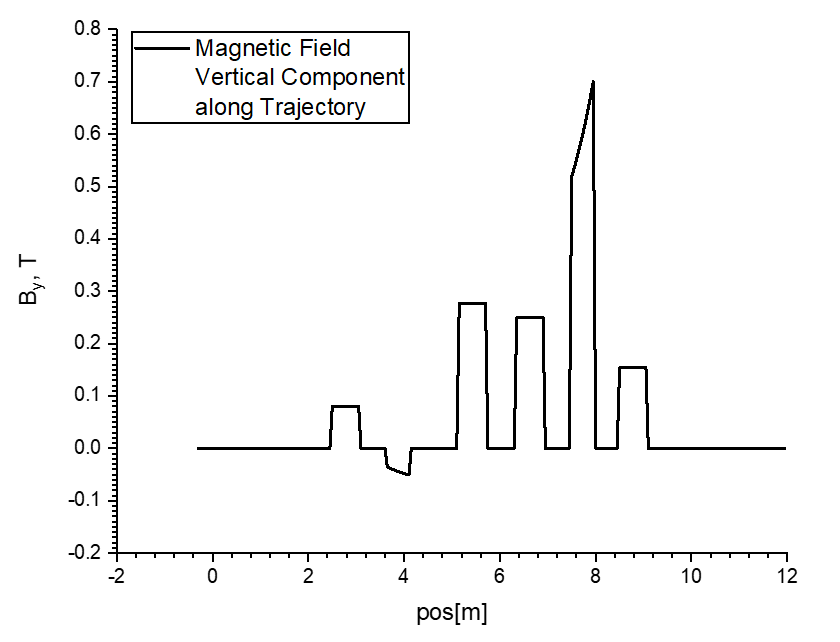 0.8
Magnetic Field
Vertical Component
along Trajectory
0.7
0.6
0.5
0.4
0.3
0.2
0.1
0.0
-0.1
-0.2
By, T
-2 0 2 4 6 8 10 12
pos[m]